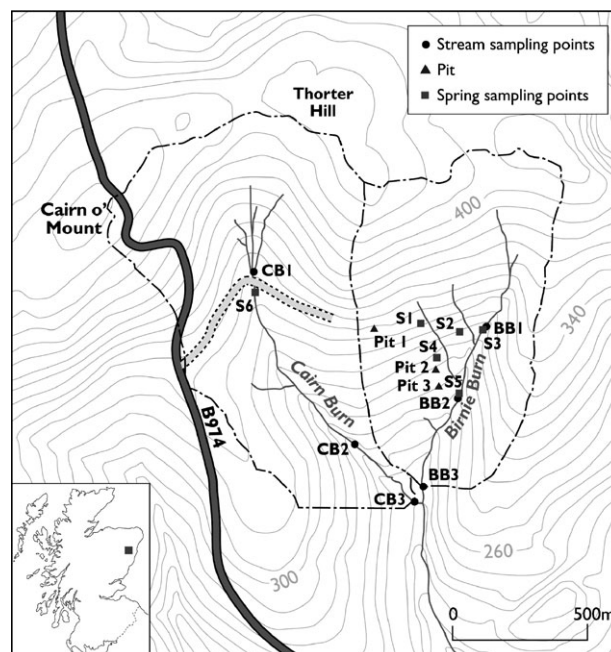 Stream sampling points
Pit
Spring sampling points
Thorter
Hill
400
Cairn o'
Mount
CB1
S6
340
S1
S2
BB1
S3
Pit 1
S4
Pit 2
Pit 3
S5
BB2
Birnie Burn
Cairn Burn
B974
CB2
BB3
CB3
260
300
0
500m